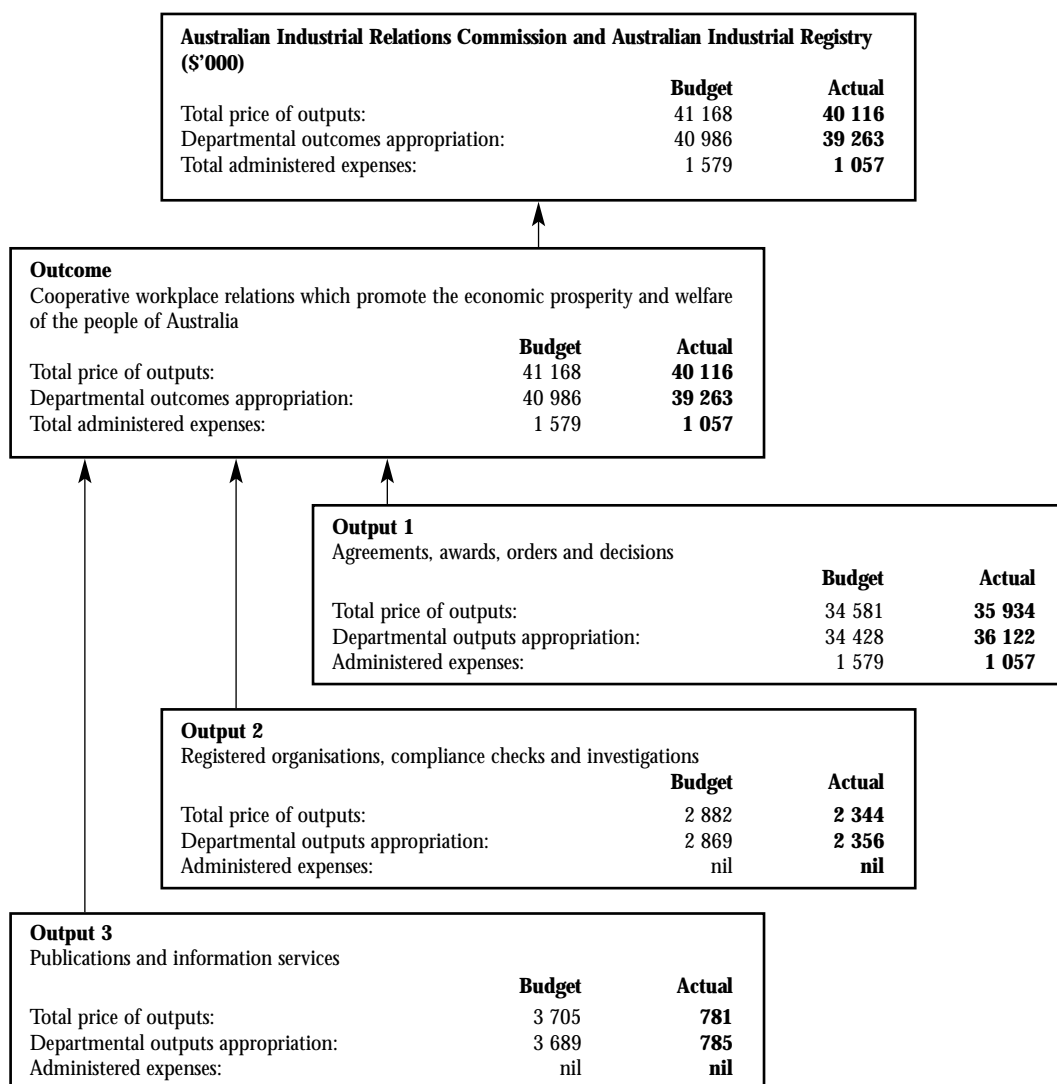 Australian Industrial Relations Commission and Australian Industrial Registry
($’000)
Budget Actual
Total price of outputs: 41 168 40 116
Departmental outcomes appropriation: 40 986 39 263
Total administered expenses: 1 579 1 057
Outcome
Cooperative workplace relations which promote the economic prosperity and welfare
of the people of Australia
Budget Actual
Total price of outputs: 41 168 40 116
Departmental outcomes appropriation: 40 986 39 263
Total administered expenses: 1 579 1 057
Output 1
Agreements, awards, orders and decisions
Budget Actual
Total price of outputs: 34 581 35 934
Departmental outputs appropriation: 34 428 36 122
Administered expenses: 1 579 1 057
Output 2
Registered organisations, compliance checks and investigations
Budget Actual
Total price of outputs: 2 882 2 344
Departmental outputs appropriation: 2 869 2 356
Administered expenses: nil nil
Output 3
Publications and information services
Budget Actual
Total price of outputs: 3 705 781
Departmental outputs appropriation: 3 689 785
Administered expenses: nil nil